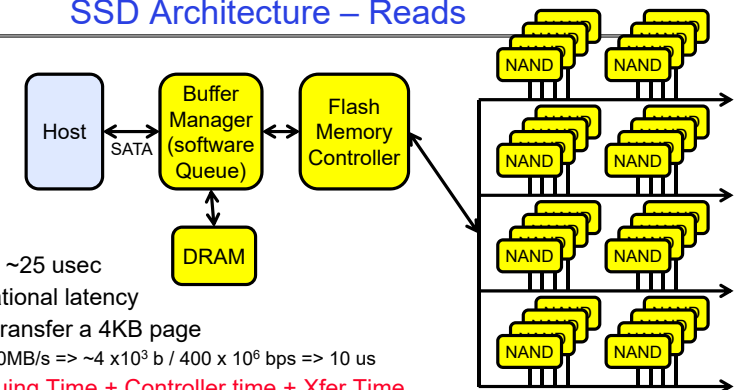 SSD Architecture – Reads
Host
SATA
Buffer
Manager
(software
Queue)
Flash
Memory
Controller
DRAM
NAND
NAND
NAND
NAND
NAND
NAND
NAND
NAND
~25 usec
ational latency
ransfer a 4KB page
0MB/s => ~4 x10³ b / 400 x 10⁶ bps => 10 us
uing Time + Controller time + Xfer Time